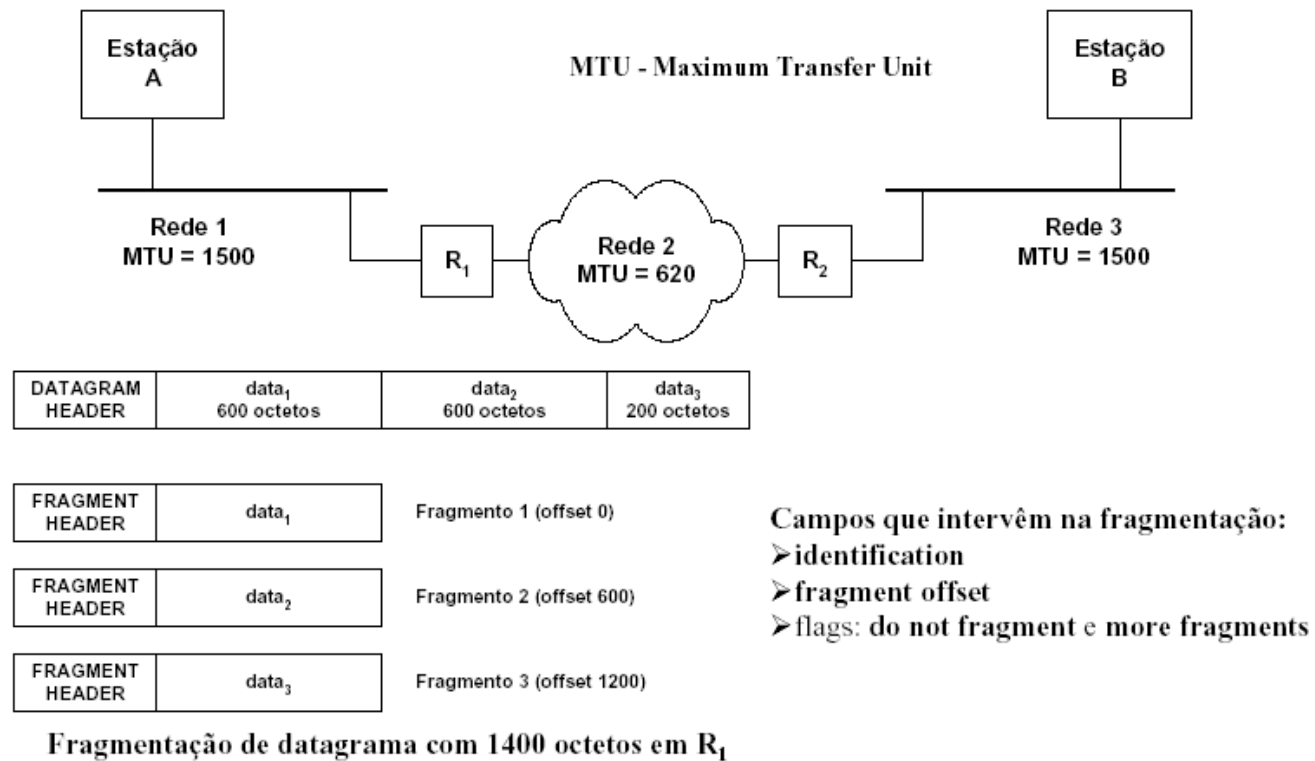 Estação
A
MTU - Maximum Transfer Unit
Estação
B
Rede 1
MTU = 1500
R1
Rede 2
MTU = 620
R2
Rede 3
MTU = 1500
DATAGRAM
HEADER
data1
600 octetos
data2
600 octetos
data3
200 octetos
FRAGMENT
HEADER
data1
Fragmento 1 (offset 0)
FRAGMENT
HEADER
data2
Fragmento 2 (offset 600)
FRAGMENT
HEADER
data3
Fragmento 3 (offset 1200)
Campos que intervêm na fragmentação:
➤identification
➤fragment offset
➤flags: do not fragment e more fragments
Fragmentação de datagrama com 1400 octetos em R1